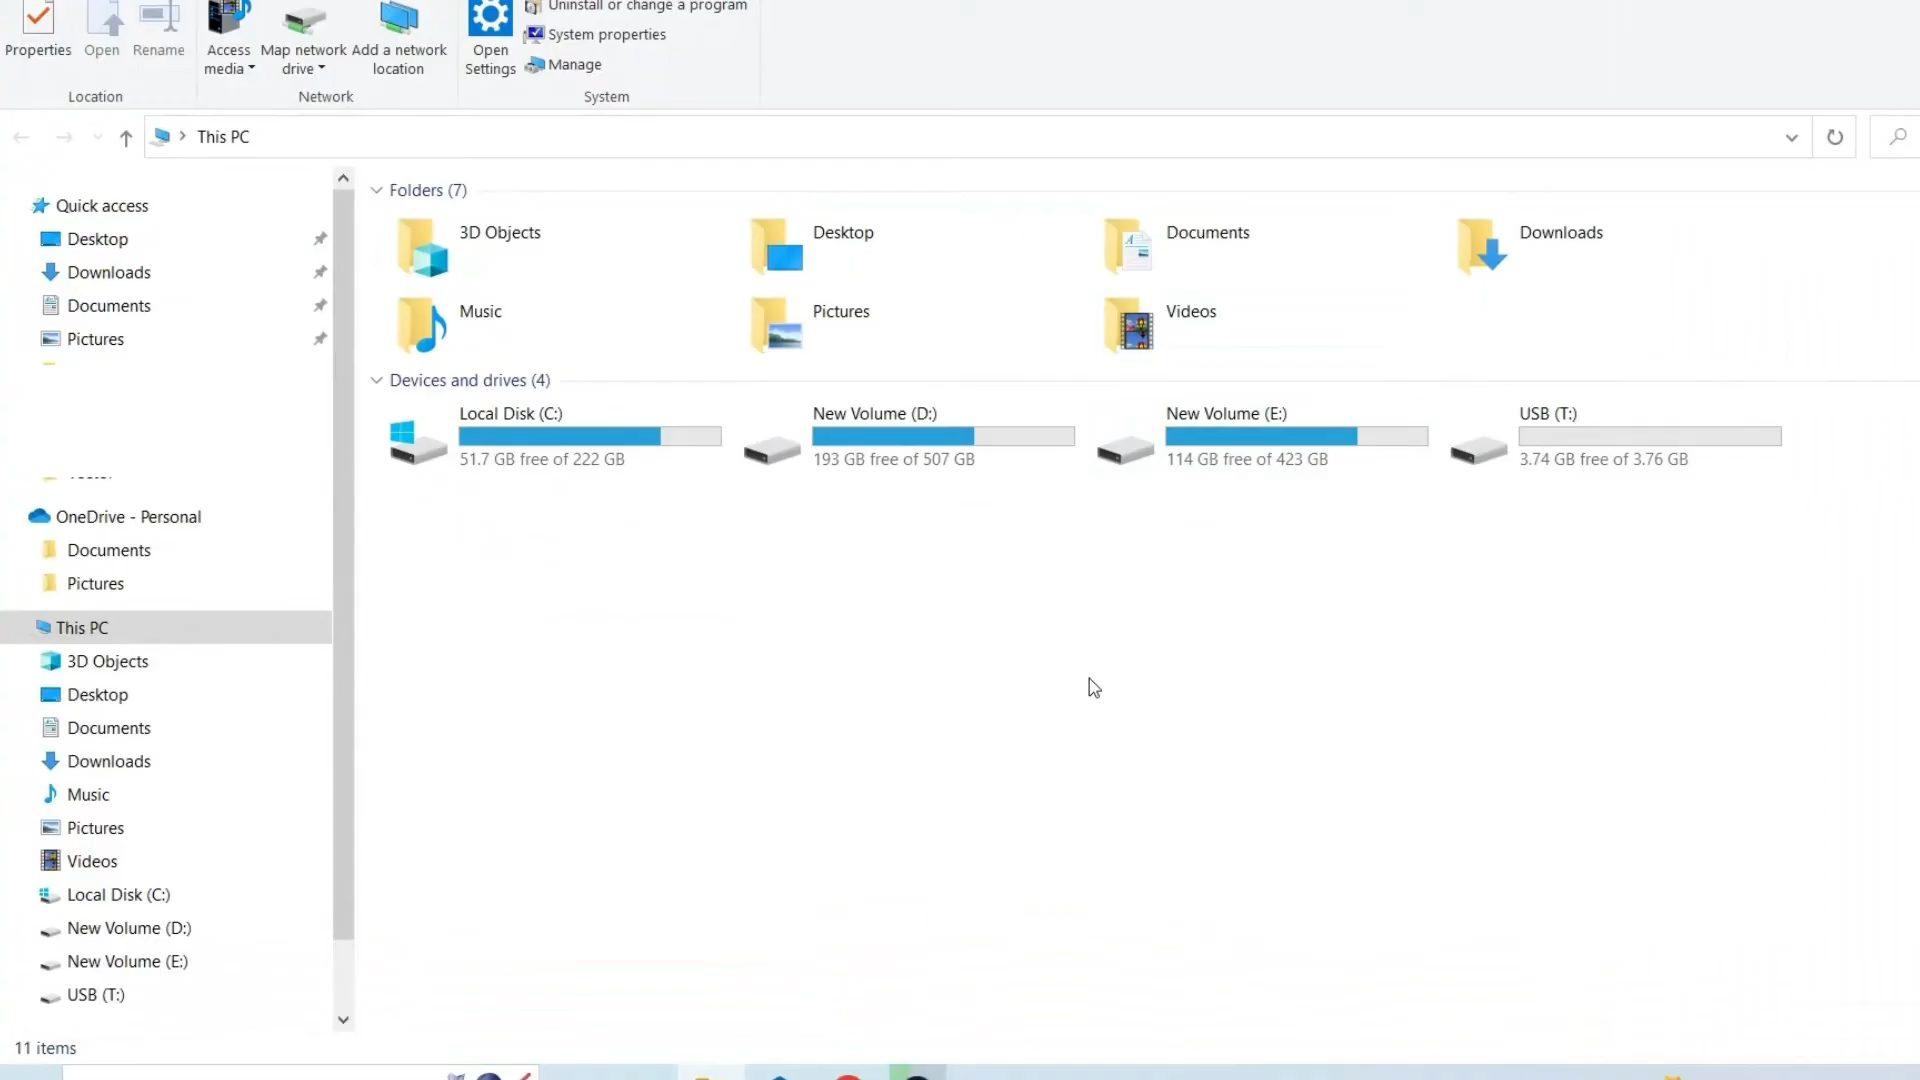 Uninstall or change a program
Properties
Open
Rename
Access
media
Map network
drive
Add a network
location
Open
Settings
System properties
Manage
Location
Network
System
This PC
Quick access
Desktop
Downloads
Documents
Pictures
OneDrive - Personal
Documents
Pictures
This PC
3D Objects
Desktop
Documents
Downloads
Music
Pictures
Videos
Local Disk (C:)
New Volume (D:)
New Volume (E:)
USB (T:)
Folders (7)
3D Objects
Desktop
Documents
Downloads
Music
Pictures
Videos
Devices and drives (4)
Local Disk (C:)
51.7 GB free of 222 GB
New Volume (D:)
193 GB free of 507 GB
New Volume (E:)
114 GB free of 423 GB
USB (T:)
3.74 GB free of 3.76 GB
11 items